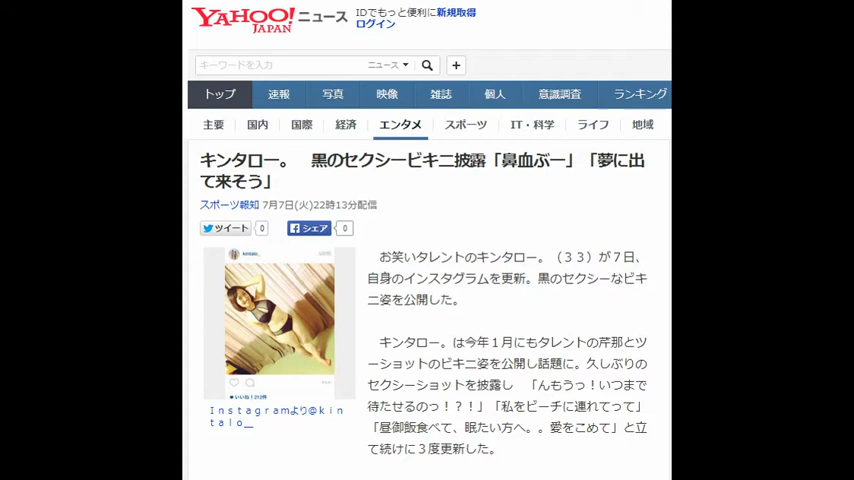 YAHOO! ニュース
JAPAN
IDでもっと便利に新規取得
ログイン
キーワードを入力
ニュース
トップ 速報 写真 映像 雑誌 個人 意識調査 ランキング
主要 国内 国際 経済 エンタメ スポーツ IT・科学 ライフ 地域
キンタロー。 黒のセクシービキニ披露「鼻血ぶー」「夢に出
て来そう」
スポーツ報知 7月7日(火)22時13分配信
ツイート 0 シェア 0
お笑いタレントのキンタロー。（３３）が７日、
自身のインスタグラムを更新。黒のセクシーなビキ
ニ姿を公開した。
キンタロー。は今年１月にもタレントの芹那とツ
ーショットのビキニ姿を公開し話題に。久しぶりの
セクシーショットを披露し 「んもうっ！いつまで
待たせるのっ！？！」「私をビーチに連れてって」
「昼御飯食べて、眠たい方へ。。愛をこめて」と立
て続けに３度更新した。
Ｉｎｓｔａｇｒａｍより＠ｋｉｎ
ｔａｌｏ＿